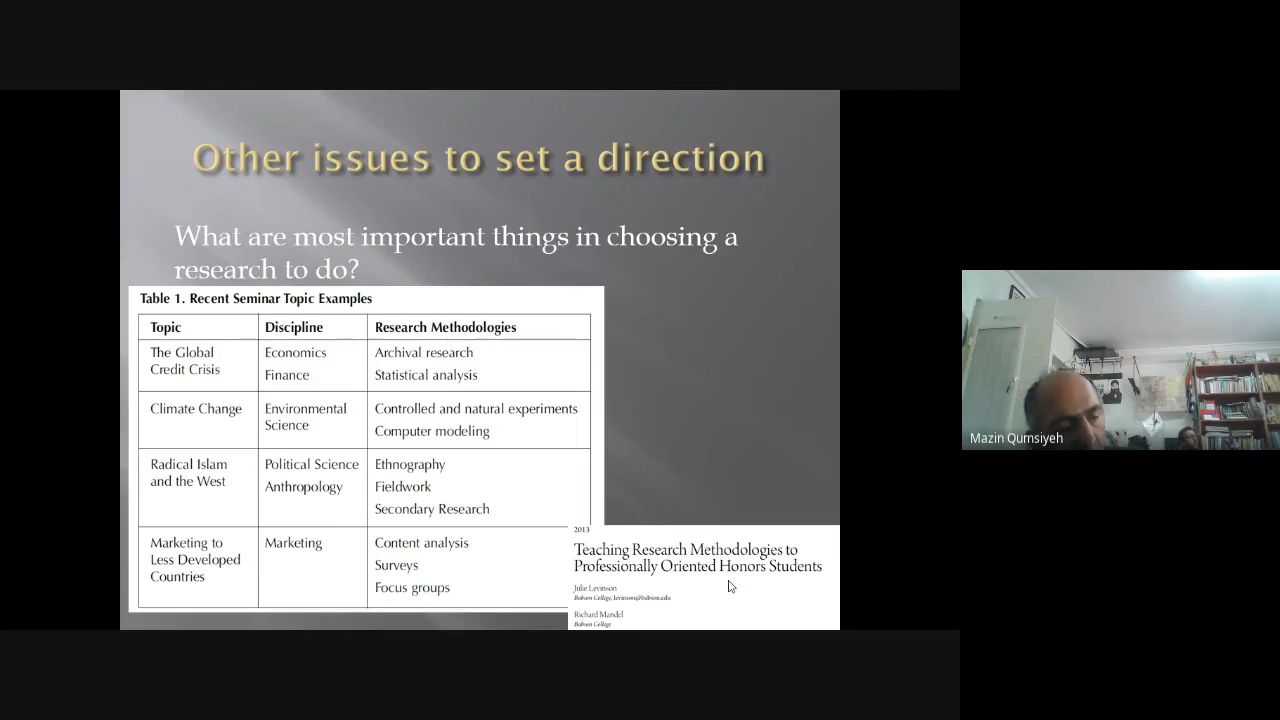 Other issues to set a direction
What are most important things in choosing a
research to do?
Table 1. Recent Seminar Topic Examples
Topic Discipline Research Methodologies
The Global Economics Archival research
Credit Crisis Finance Statistical analysis
Climate Change Environmental Controlled and natural experiments
Science Computer modeling
Radical Islam Political Science Ethnography
and the West Anthropology Fieldwork
Secondary Research
Marketing to Marketing Content analysis
Less Developed Surveys
Countries Focus groups
2013
Teaching Research Methodologies to
Professionally Oriented Honors Students
Julie Levinson
Babson College, levinson@babson.edu
Richard Mandel
Babson College
Mazin Qumsiyeh